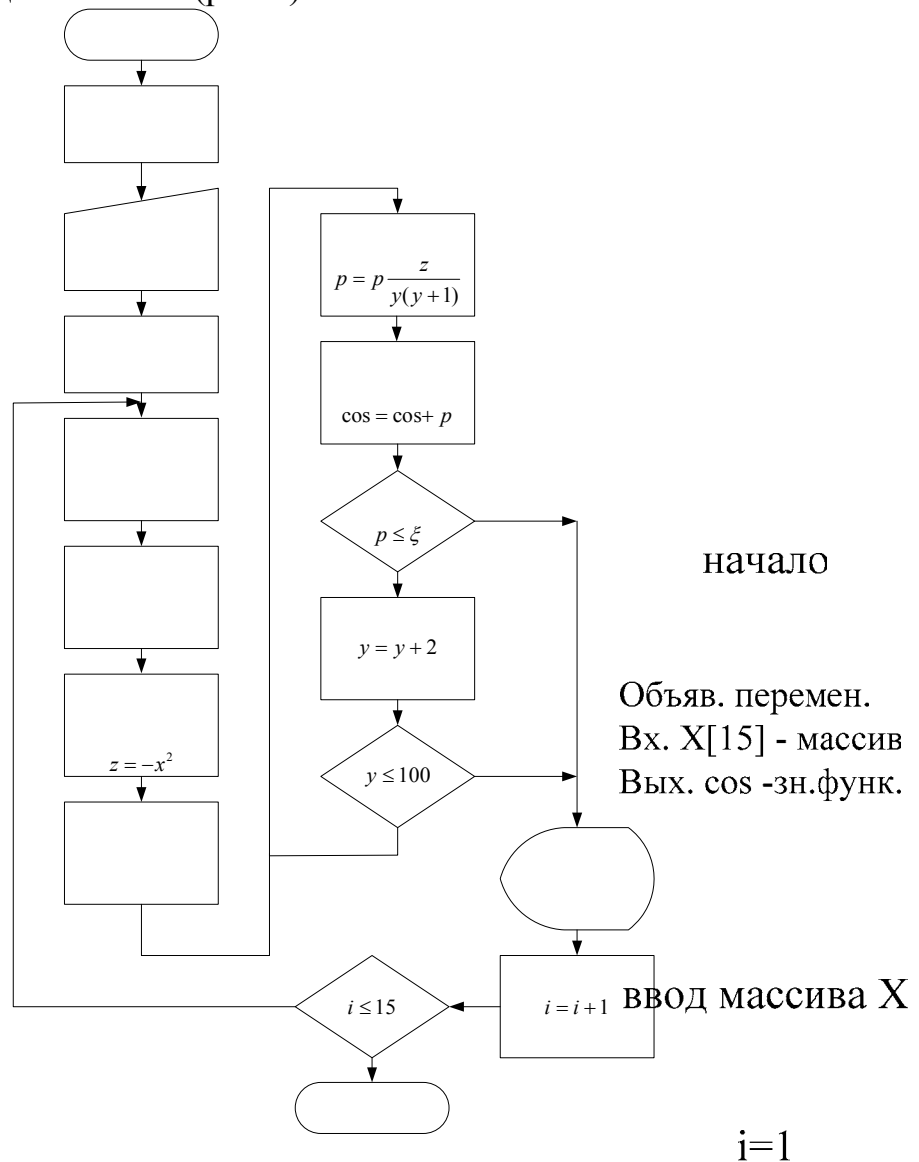 p = p z / y(y+1)
cos = cos+ p
p ≤ ξ
y = y + 2
z = −x²
y ≤ 100
i ≤ 15
i = i + 1
начало
Объяв. перемен.
Вх. X[15] - массив
Вых. cos -зн.функ.
ввод массива X
i=1